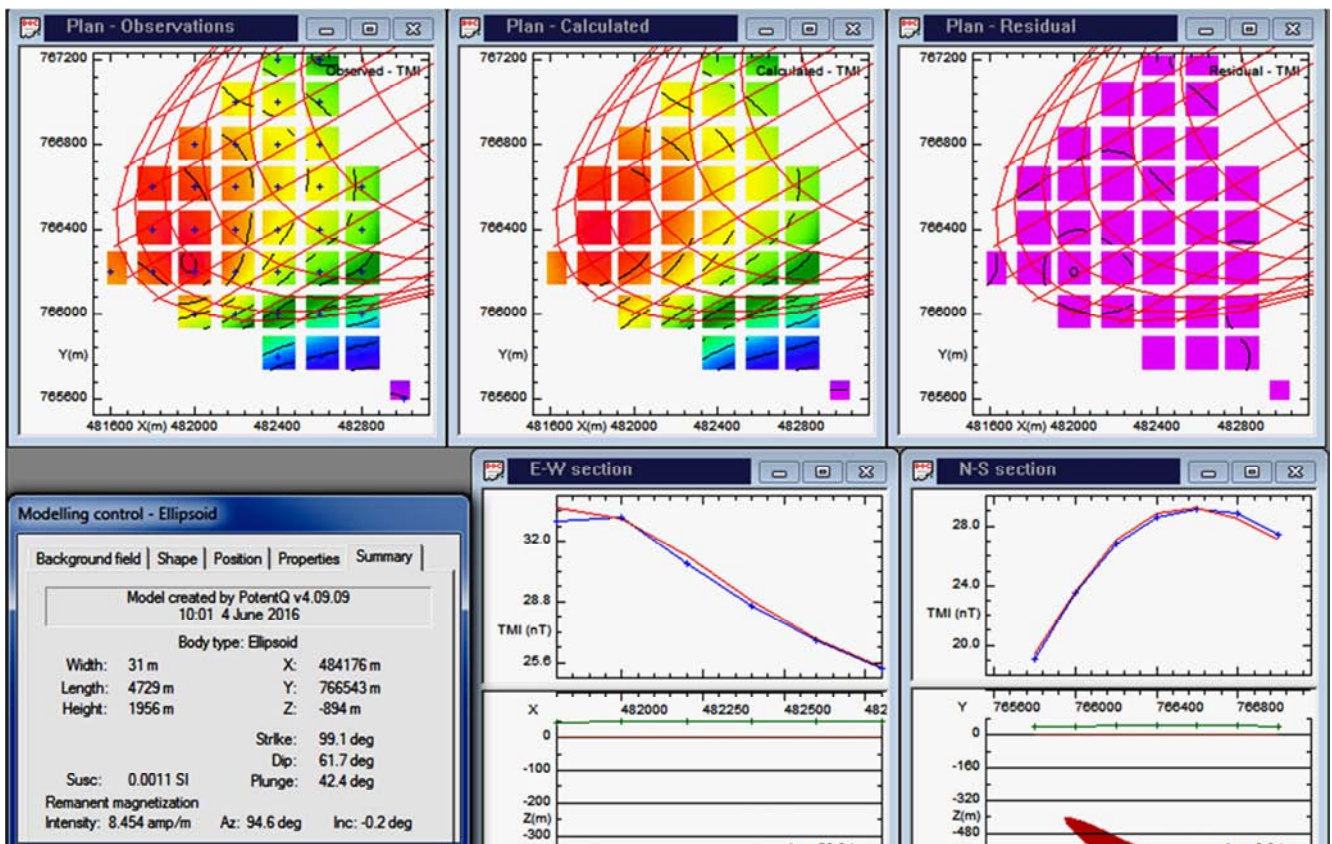 Plan - Observations
767200
Observed - TMI
766800
766400
766000
Y(m)
765600
481600 X(m) 482000 482400 482800
Plan - Calculated
767200
Calculated - TMI
766800
766400
766000
Y(m)
765600
481600 X(m) 482000 482400 482800
Plan - Residual
767200
Residual - TMI
766800
766400
766000
Y(m)
765600
481600 X(m) 482000 482400 482800
Modelling control - Ellipsoid
Background field Shape Position Properties Summary
Model created by PotentQ v4.09.09
10:01 4 June 2016
Body type: Ellipsoid
Width: 31 m X: 484176 m
Length: 4729 m Y: 766543 m
Height: 1956 m Z: -894 m
Strike: 99.1 deg
Dip: 61.7 deg
Susc: 0.0011 SI Plunge: 42.4 deg
Remanent magnetization
Intensity: 8.454 amp/m Az: 94.6 deg Inc: -0.2 deg
E-W section
32.0
28.8
TMI (nT)
25.6
X 482000 482250 482500 482
0
-100
-200
Z(m)
-300
N-S section
28.0
24.0
TMI (nT)
20.0
Y 765600 766000 766400 766800
0
-160
-320
Z(m)
-480